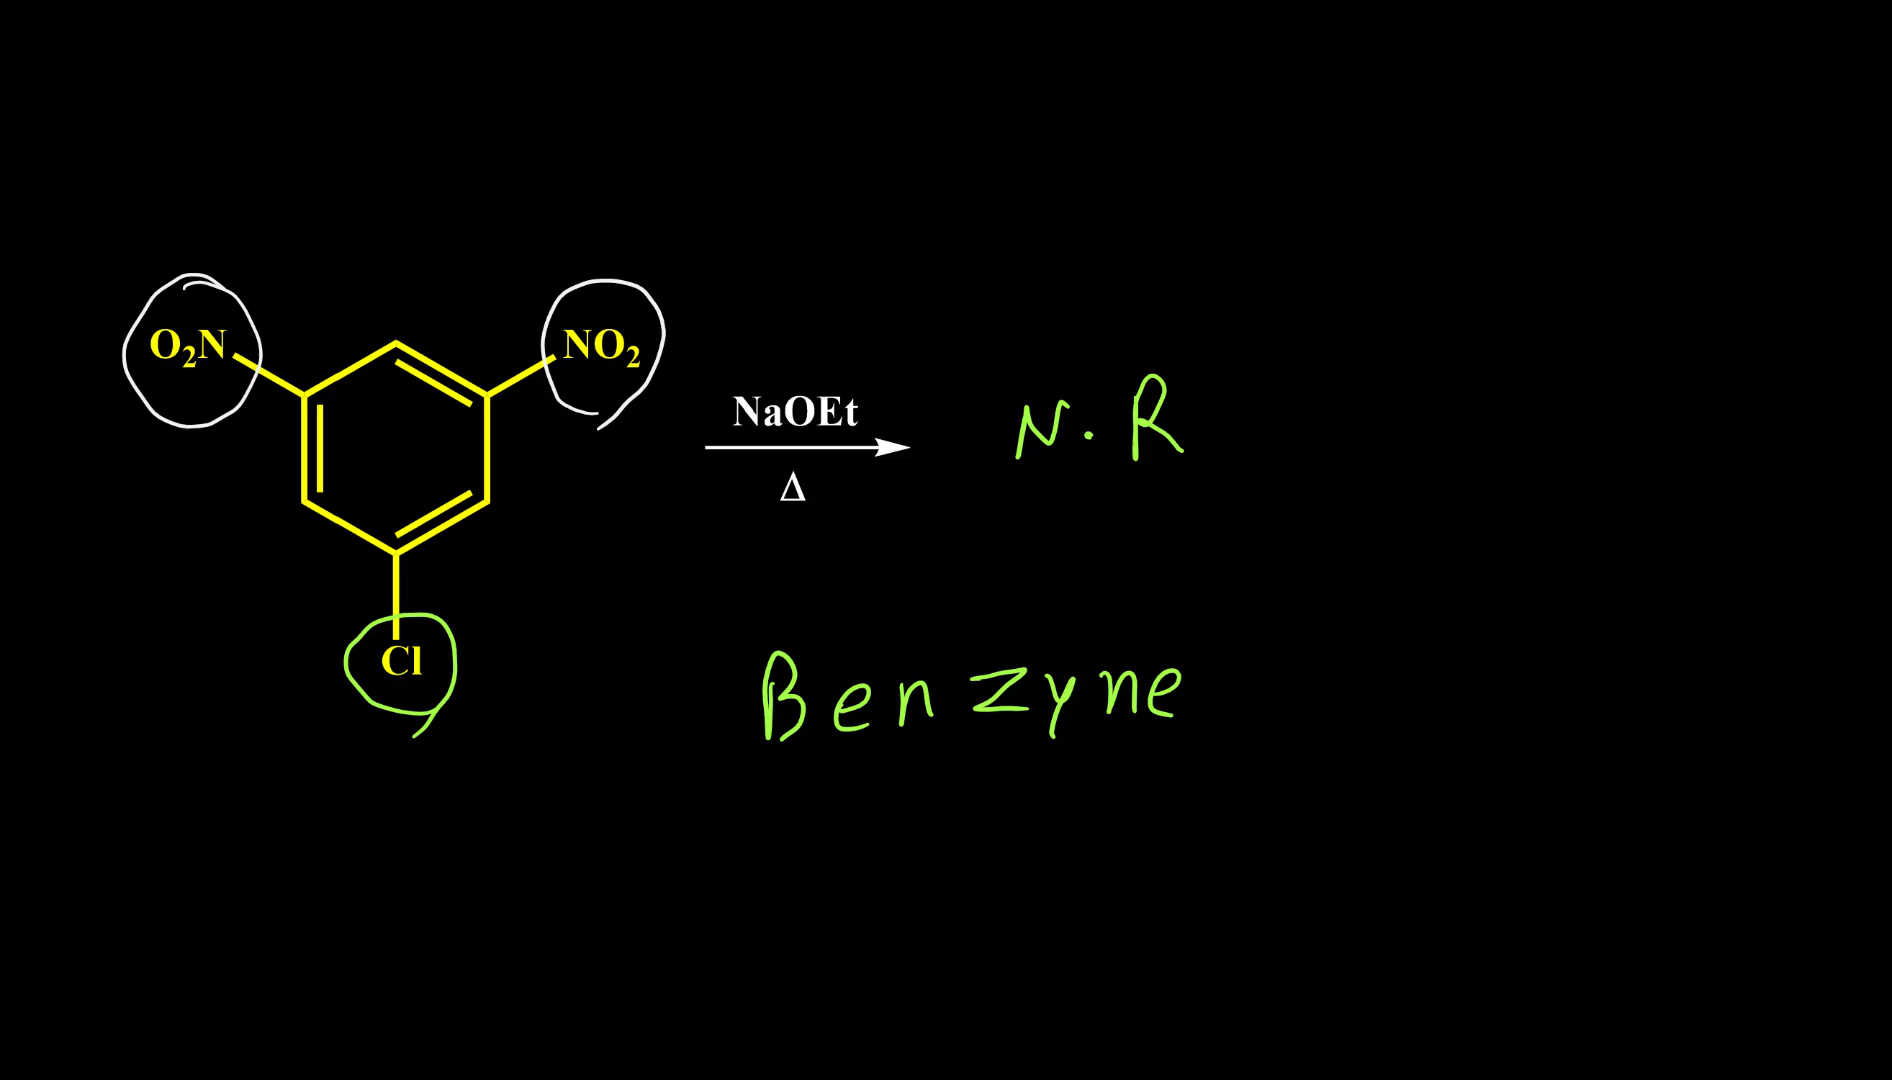 O₂N
NO₂
NaOEt
Δ
N.R
Cl
Benzyne